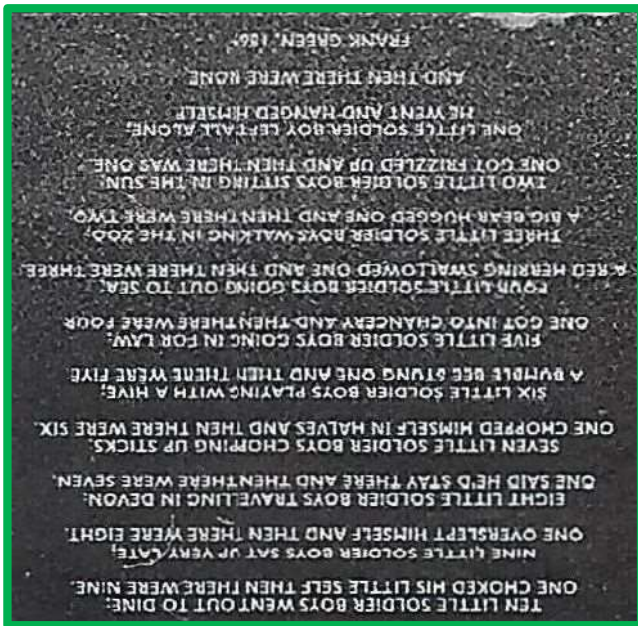 TEN LITTLE SOLDIER BOYS WENT OUT TO DINE;
ONE CHOKED HIS LITTLE SELF THEN THERE WERE NINE.
NINE LITTLE SOLDIER BOYS SAT UP VERY LATE;
ONE OVERSLEPT HIMSELF AND THEN THERE WERE EIGHT.
EIGHT LITTLE SOLDIER BOYS TRAVELLING IN DEVON;
ONE SAID HE'D STAY THERE AND THEN THERE WERE SEVEN.
SEVEN LITTLE SOLDIER BOYS CHOPPING UP STICKS;
ONE CHOPPED HIMSELF IN HALVES AND THEN THERE WERE SIX.
SIX LITTLE SOLDIER BOYS PLAYING WITH A HIVE;
A BUMBLE BEE STUNG ONE AND THEN THERE WERE FIVE
FIVE LITTLE SOLDIER BOYS GOING IN FOR LAW.
ONE GOT INTO CHANCERY AND THEN THERE WERE FOUR
FOUR LITTLE SOLDIER BOYS GOING OUT TO SEA;
A RED HERRING SWALLOWED ONE AND THEN THERE WERE THREE.
THREE LITTLE SOLDIER BOYS WALKING IN THE ZOO;
A BIG BEAR HUGGED ONE AND THEN THERE WERE TWO.
TWO LITTLE SOLDIER BOYS SITTING IN THE SUN;
ONE GOT FRIZZLED UP AND THEN THERE WAS ONE.
ONE LITTLE SOLDIER BOY LEFT ALL ALONE;
HE WENT AND HANGED HIMSELF
AND THEN THERE WERE NONE
FRANK GREEN,